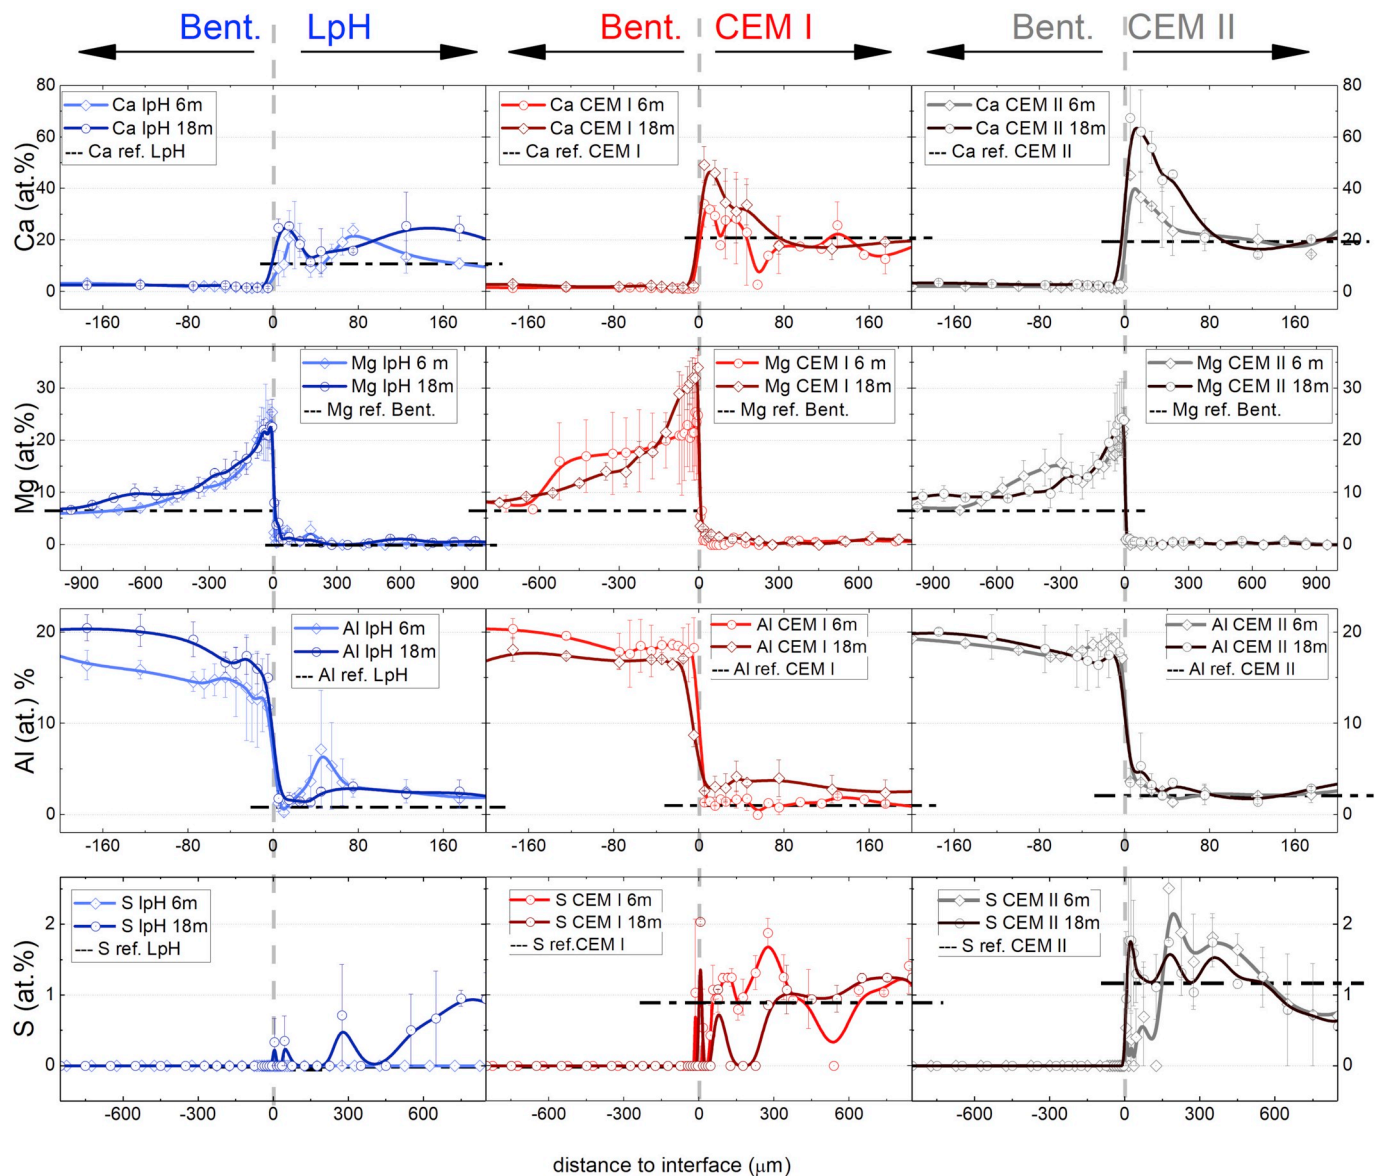 Bent. LpH Bent. CEM I Bent. CEM II
80 80
Ca lpH 6m Ca CEM I 6m Ca CEM II 6m
Ca lpH 18m Ca CEM I 18m Ca CEM II 18m
--- Ca ref. LpH --- Ca ref. CEM I --- Ca ref. CEM II
60 60
40 40
20 20
0 0
Ca (at.%)
-160 -80 0 80 160 -160 -80 0 80 160 -160 -80 0 80 160
Mg lpH 6m Mg CEM I 6 m Mg CEM II 6 m
Mg lpH 18m Mg CEM I 18m Mg CEM II 18m
--- Mg ref. Bent. --- Mg ref. Bent. --- Mg ref. Bent.
30 30
20 20
10 10
0 0
Mg (at.%)
-900 -600 -300 0 300 600 900 -600 -300 0 300 600 -900 -600 -300 0 300 600 900
Al lpH 6m Al CEM I 6m Al CEM II 6m
Al lpH 18m Al CEM I 18m Al CEM II 18m
--- Al ref. LpH --- Al ref. CEM I --- Al ref. CEM II
20 20
10 10
0 0
Al (at.) %
-160 -80 0 80 160 -160 -80 0 80 160 -160 -80 0 80 160
S lpH 6m S CEM I 6m S CEM II 6m
S lpH 18m S CEM I 18m S CEM II 18m
--- S ref. LpH --- S ref.CEM I --- S ref. CEM II
2 2
1 1
0 0
S (at.%)
-600 -300 0 300 600 -600 -300 0 300 600 -600 -300 0 300 600
distance to interface (μm)